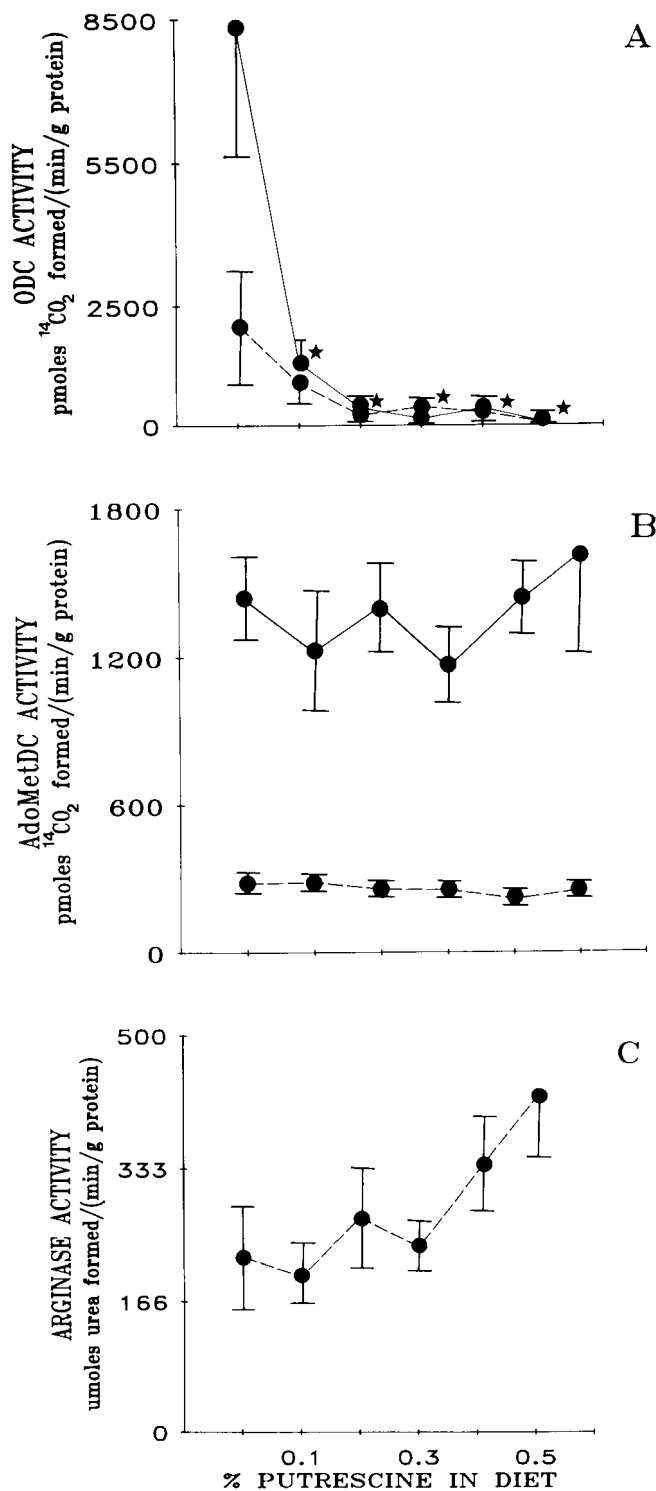 A
8500
5500
2500
0
ODC ACTIVITY
pmoles ¹⁴CO₂ formed/(min/g protein)
B
1800
1200
600
0
AdoMetDC ACTIVITY
pmoles ¹⁴CO₂ formed/(min/g protein)
C
500
333
166
0
ARGINASE ACTIVITY
umoles urea formed/(min/g protein)
0.1 0.3 0.5
% PUTRESCINE IN DIET